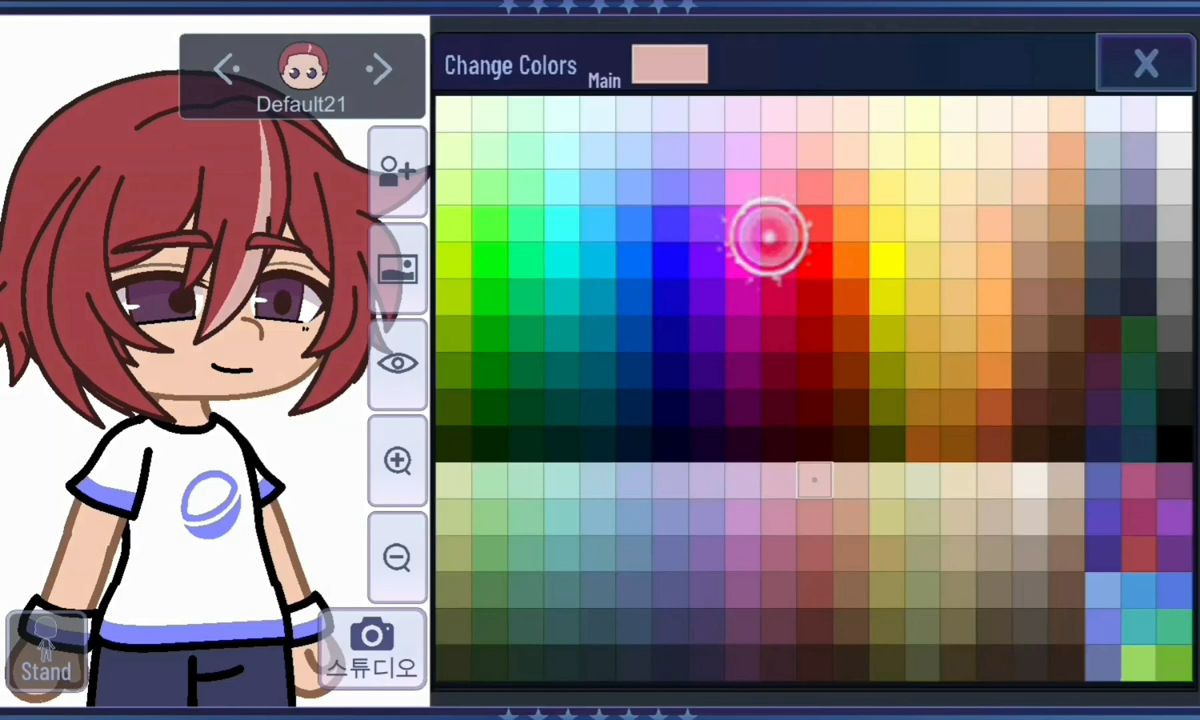 Default21
Change Colors
Main
X
Stand
스튜디오